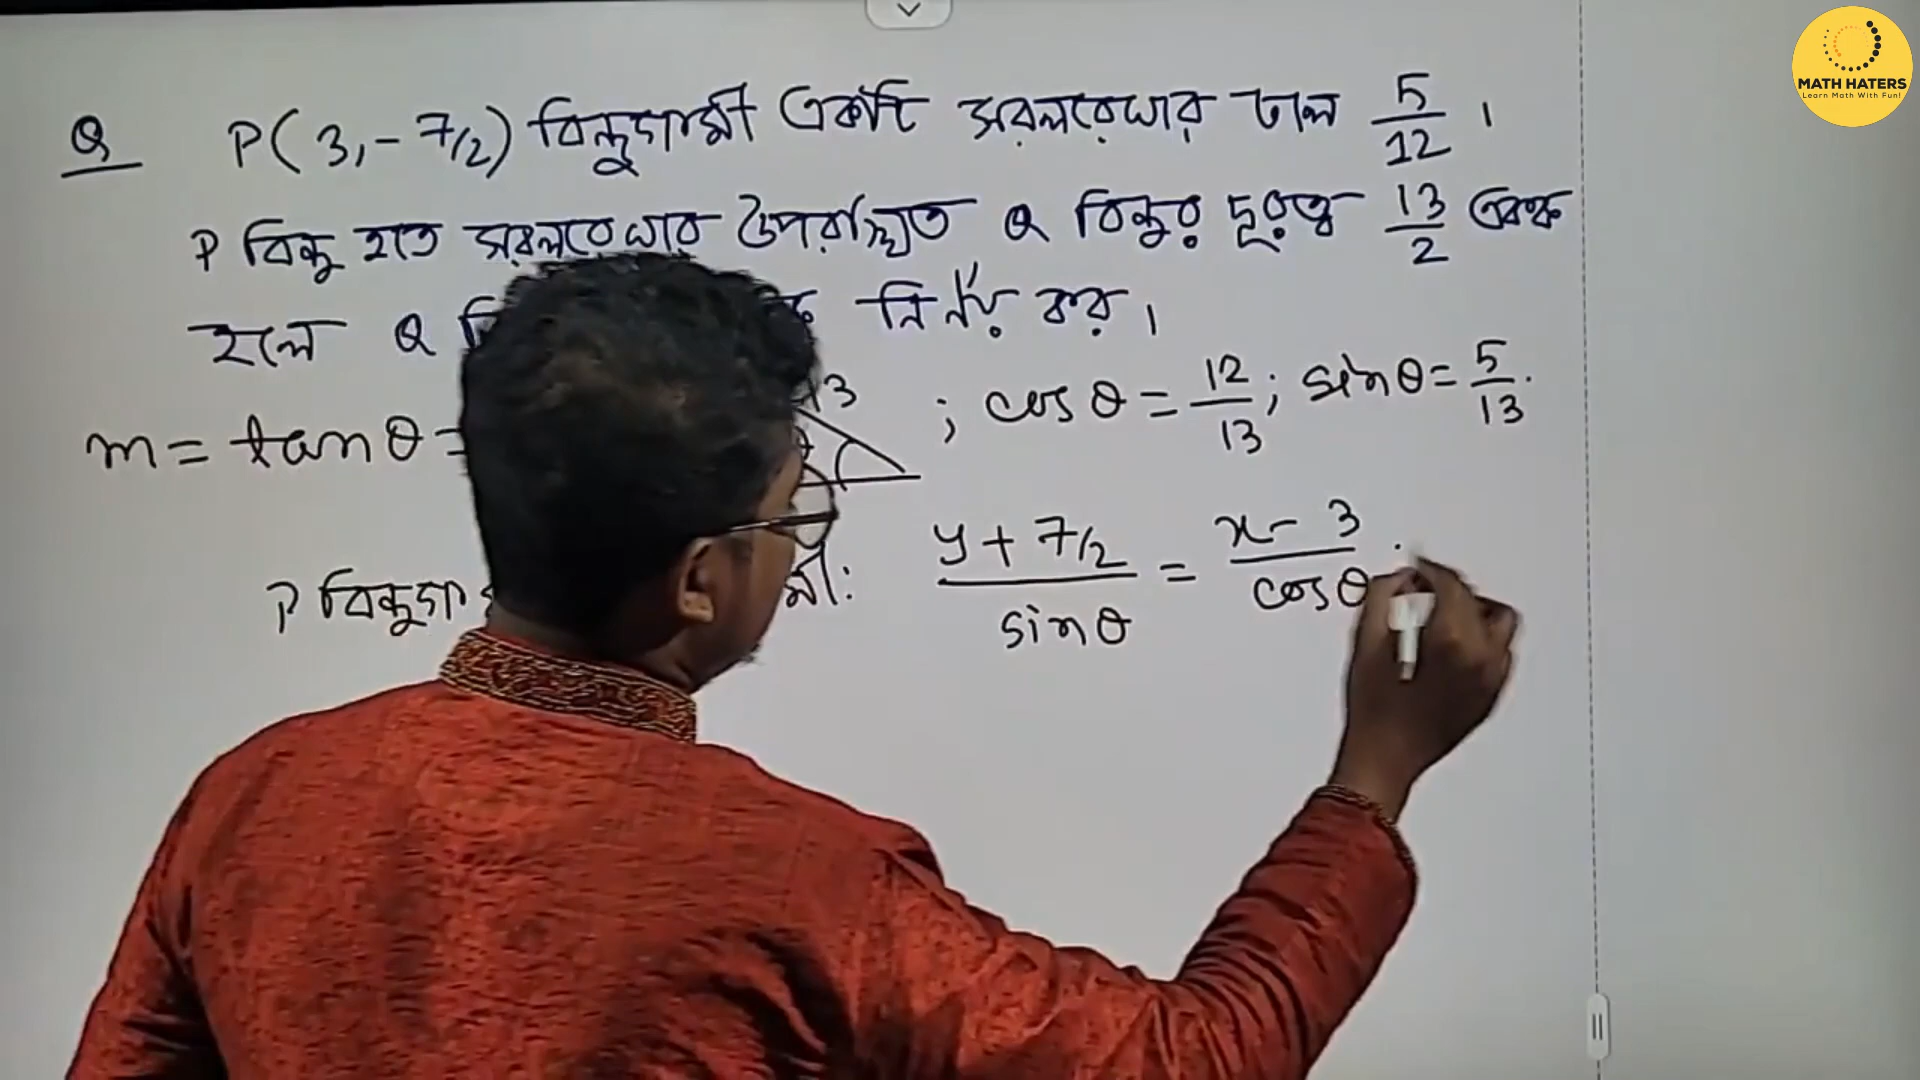 Q P(3,-7/2) বিন্দুগামী একটি সরলরেখার ঢাল 5/12 ।
P বিন্দু হতে সরলরেখার উপরস্থিত Q বিন্দুর দূরত্ব 13/2 একক
হলে Q নির্ণয় কর ।
m = tanθ = 13 ; cosθ = 12/13 ; sinθ = 5/13 .
P বিন্দুগা মী: y + 7/2 / sinθ = x - 3 / cosθ
MATH HATERS
Learn Math With Fun!